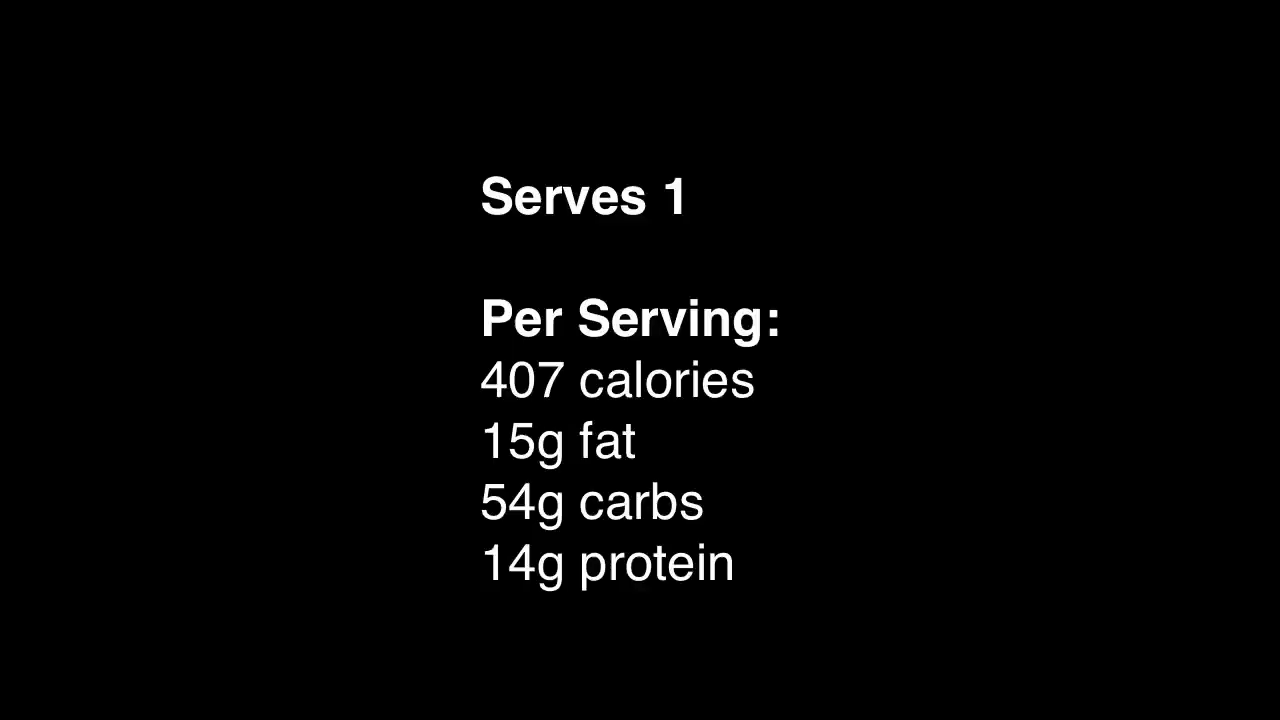 Serves 1
Per Serving:
407 calories
15g fat
54g carbs
14g protein